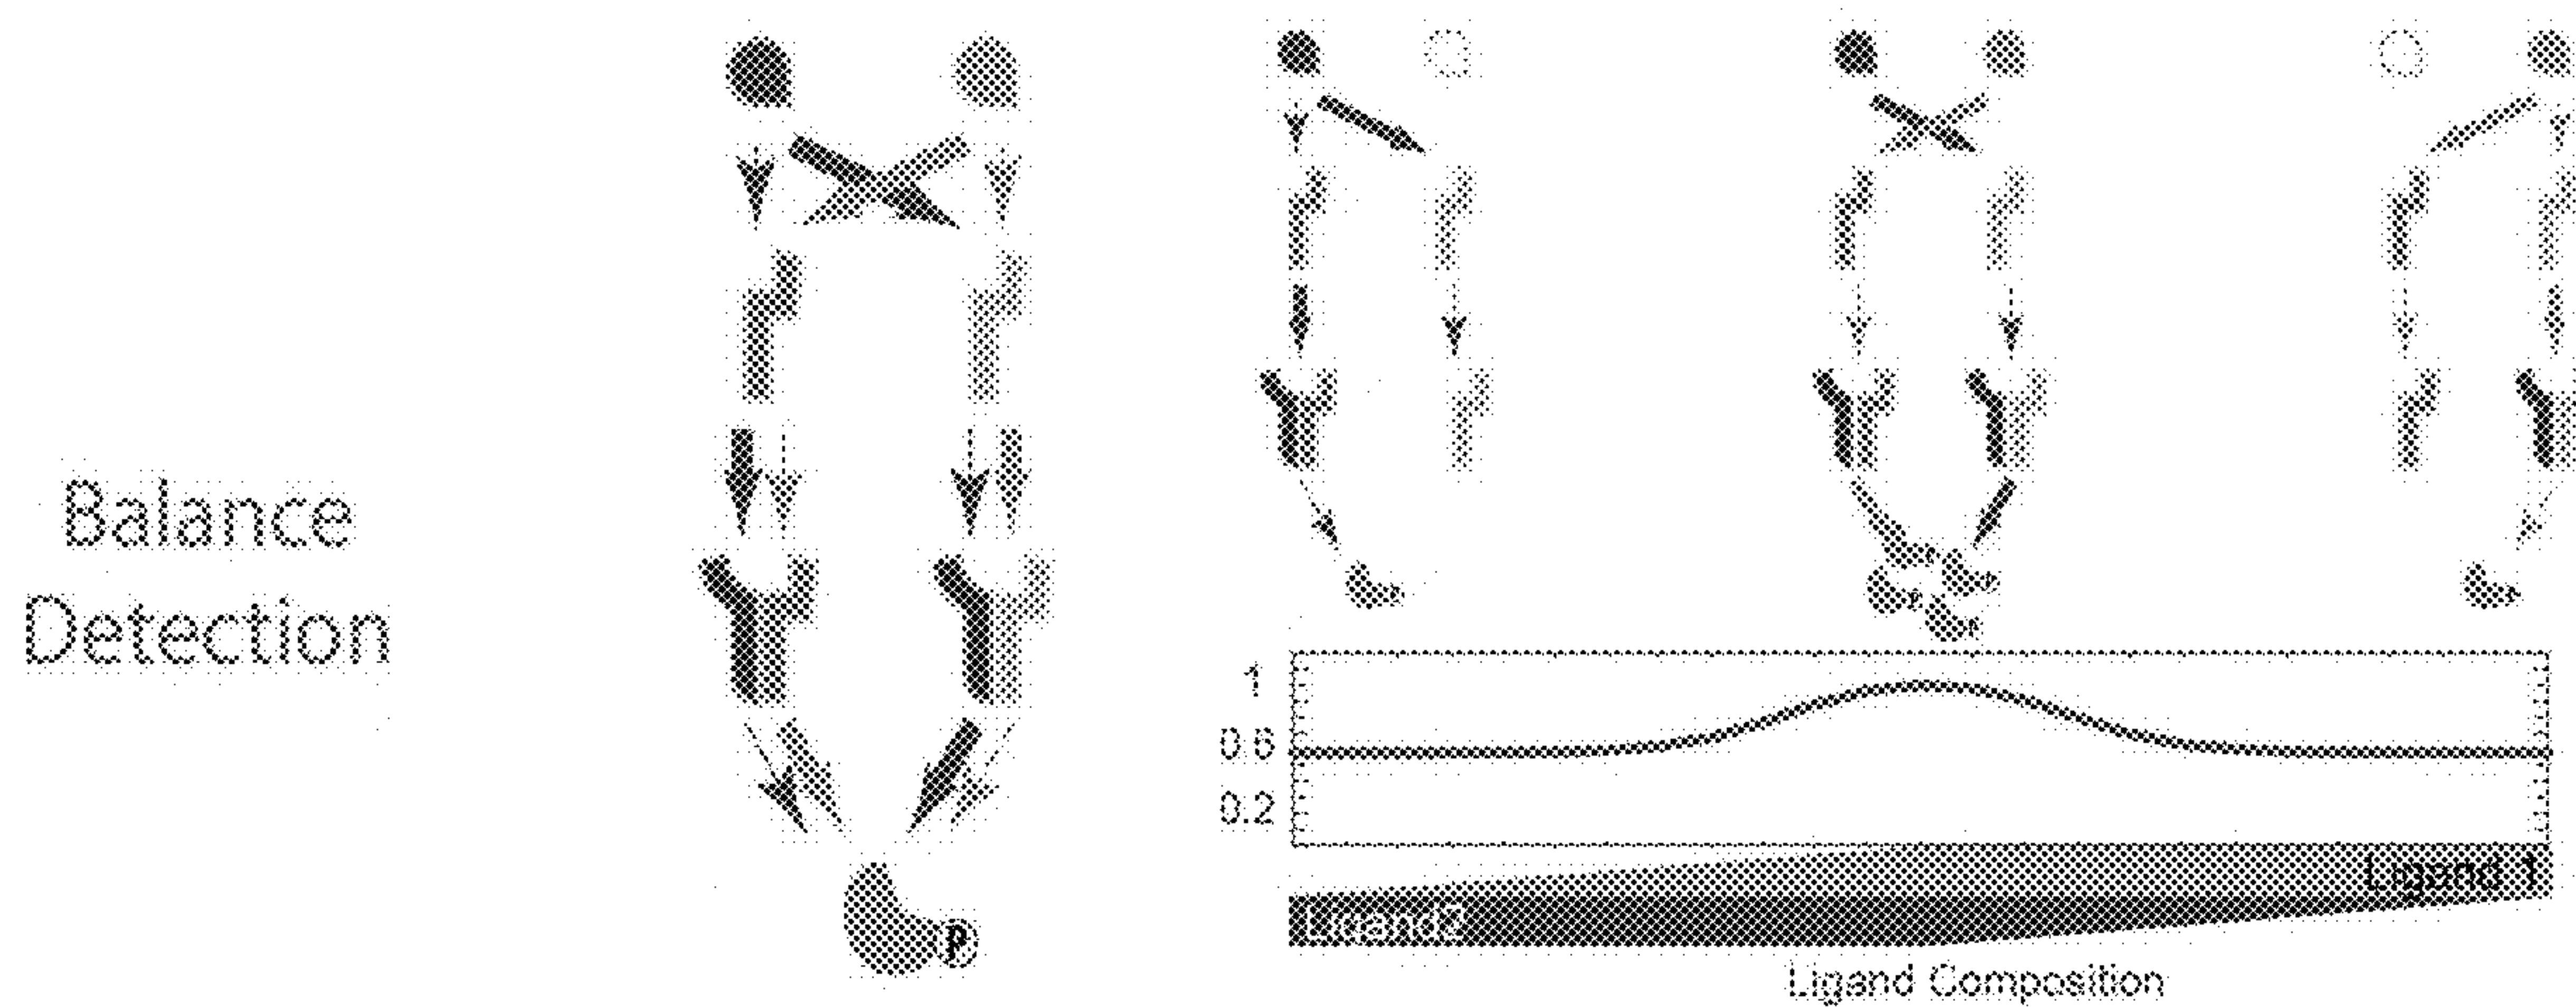 Balance
Detection
P
1
0.6
0.2
Ligand 1
Ligand2
Ligand Composition